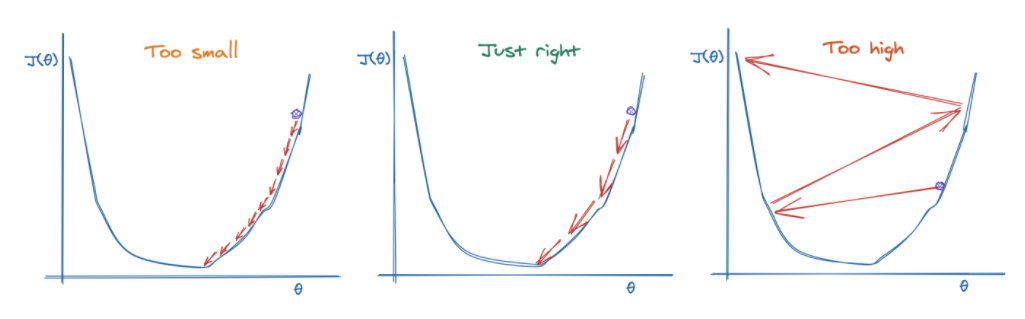 Too small
J(θ)
θ
Just right
J(θ)
θ
Too high
J(θ)
θ